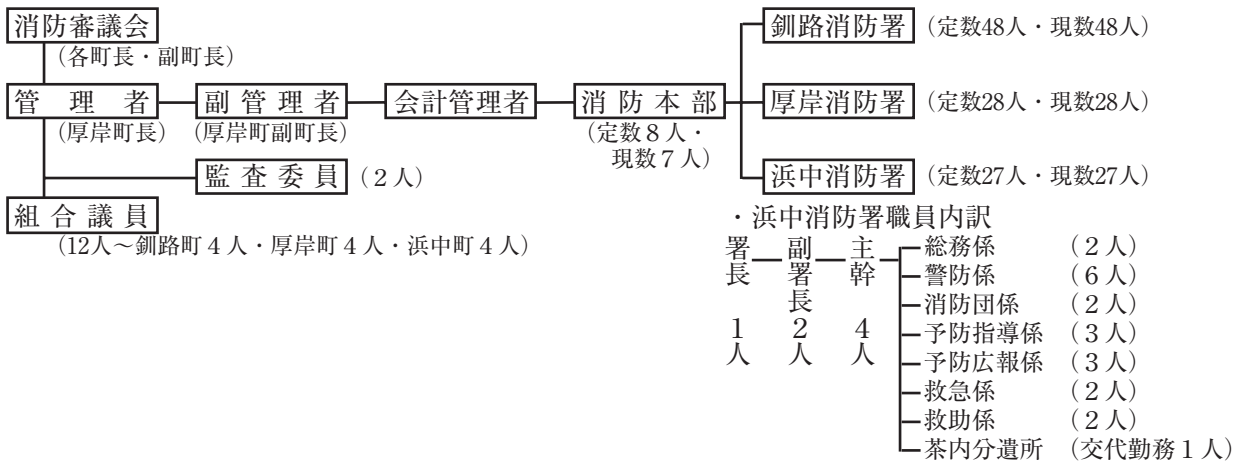 ・組織
消防審議会
(各町長・副町長)
管理者
(厚岸町長)
副管理者
(厚岸町副町長)
会計管理者
消防本部
(定数8人・
現数7人)
釧路消防署 (定数48人・現数48人)
厚岸消防署 (定数28人・現数28人)
浜中消防署 (定数27人・現数27人)
監査委員 (2人)
組合議員
(12人～釧路町4人・厚岸町4人・浜中町4人)
・浜中消防署職員内訳
署長 1人
副署長 2人
主幹 4人
総務係 (2人)
警防係 (6人)
消防団係 (2人)
予防指導係 (3人)
予防広報係 (3人)
救急係 (2人)
救助係 (2人)
茶内分遣所 (交代勤務1人)